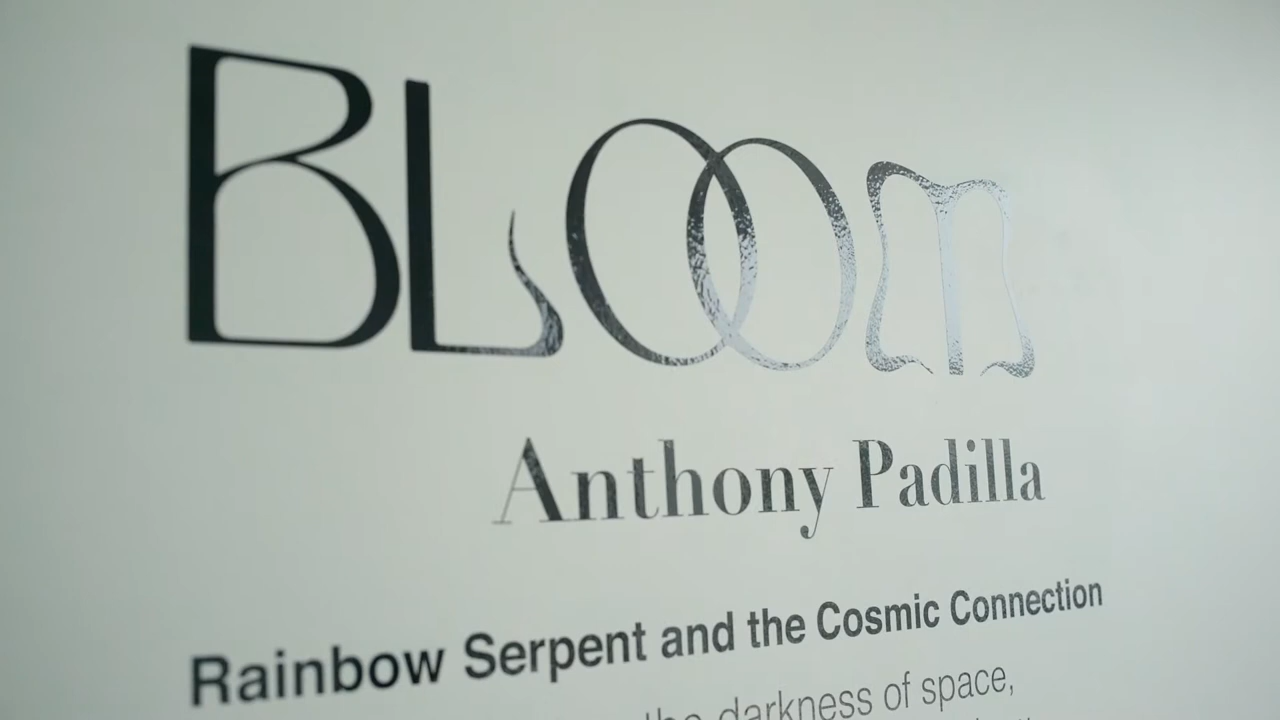 BLOOm
Anthony Padilla
Rainbow Serpent and the Cosmic Connection
the darkness of space,